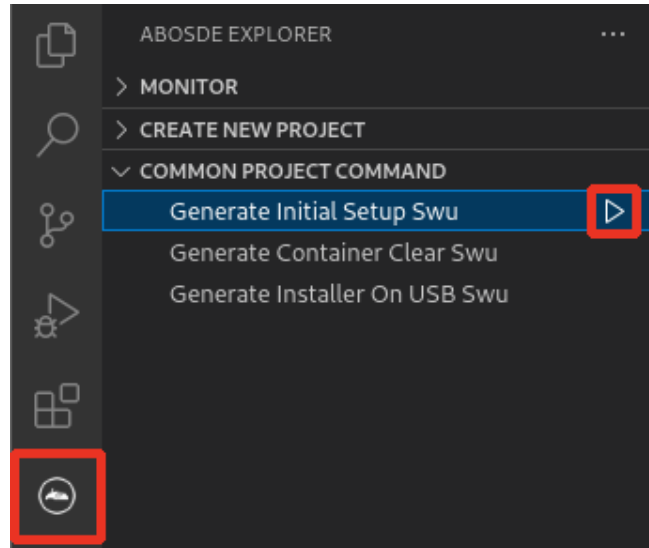 ABOSDE EXPLORER
MONITOR
CREATE NEW PROJECT
COMMON PROJECT COMMAND
Generate Initial Setup Swu
Generate Container Clear Swu
Generate Installer On USB Swu